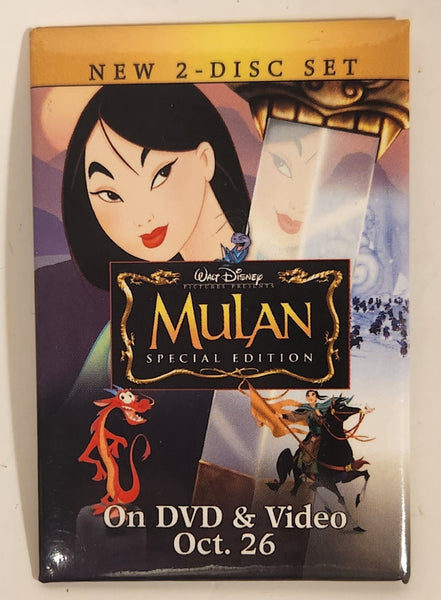 NEW 2-DISC SET
WALT DISNEY
PICTURES PRESENTS
MULAN
SPECIAL EDITION
On DVD & Video
Oct. 26